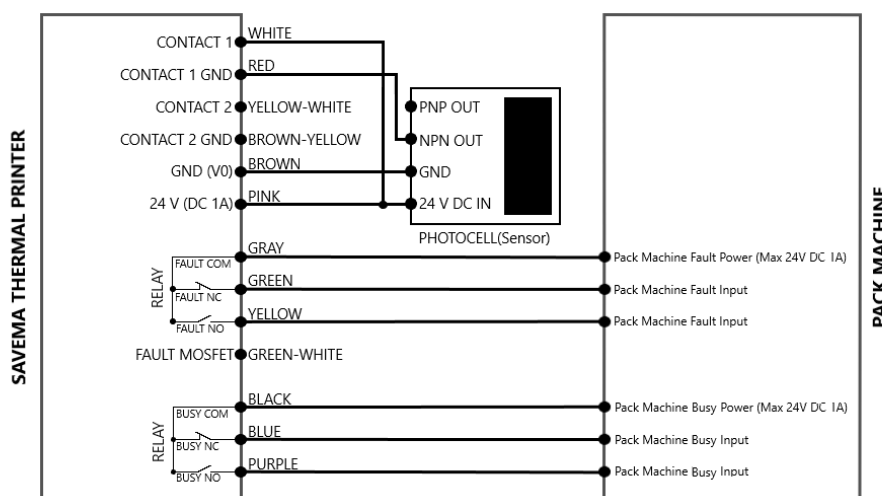 SAVEMA THERMAL PRINTER
CONTACT 1 WHITE
CONTACT 1 GND RED
CONTACT 2 YELLOW-WHITE
PNP OUT
CONTACT 2 GND BROWN-YELLOW
NPN OUT
GND (V0) BROWN
GND
24 V (DC 1A) PINK
24 V DC IN
PHOTOCELL(Sensor)
RELAY
FAULT COM GRAY
Pack Machine Fault Power (Max 24V DC 1A)
FAULT NC GREEN
Pack Machine Fault Input
FAULT NO YELLOW
Pack Machine Fault Input
FAULT MOSFET GREEN-WHITE
RELAY
BUSY COM BLACK
Pack Machine Busy Power (Max 24V DC 1A)
BUSY NC BLUE
Pack Machine Busy Input
BUSY NO PURPLE
Pack Machine Busy Input
PACK MACHINE